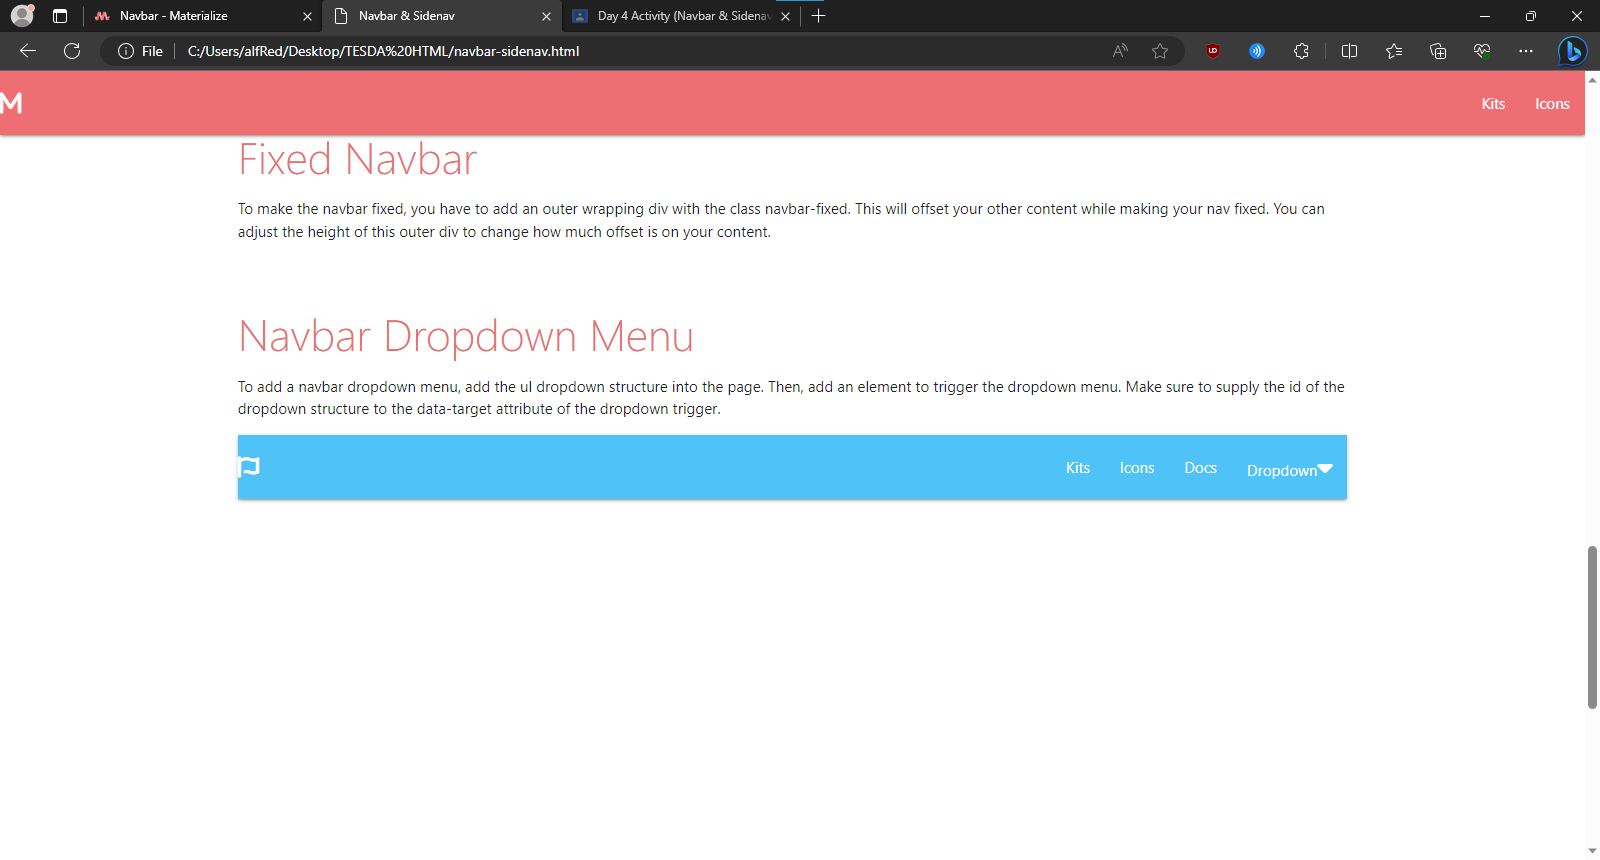 Navbar - Materialize
Navbar & Sidenav
Day 4 Activity (Navbar & Sidenav
File
C:/Users/alfRed/Desktop/TESDA%20HTML/navbar-sidenav.html
M
Kits
Icons
Fixed Navbar
To make the navbar fixed, you have to add an outer wrapping div with the class navbar-fixed. This will offset your other content while making your nav fixed. You can
adjust the height of this outer div to change how much offset is on your content.
Navbar Dropdown Menu
To add a navbar dropdown menu, add the ul dropdown structure into the page. Then, add an element to trigger the dropdown menu. Make sure to supply the id of the
dropdown structure to the data-target attribute of the dropdown trigger.
Kits
Icons
Docs
Dropdown